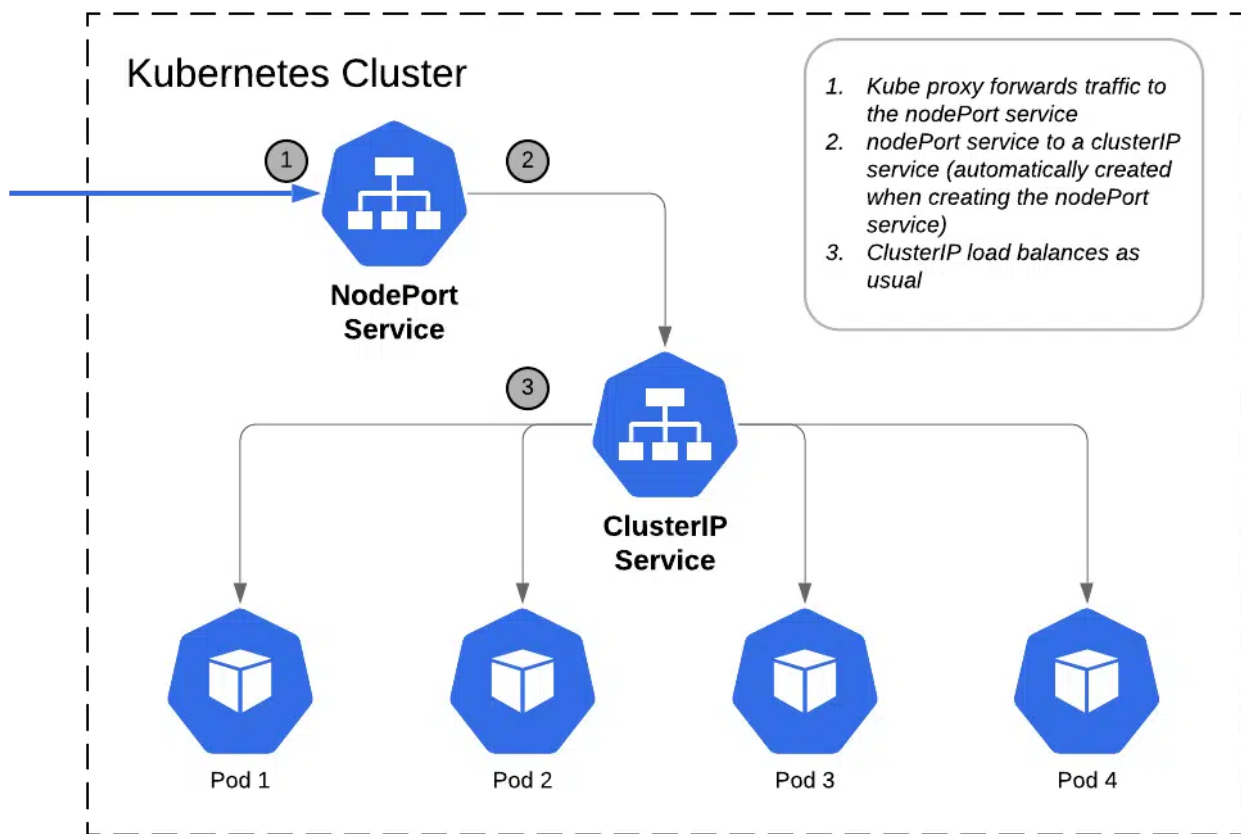 Kubernetes Cluster
1. Kube proxy forwards traffic to
the nodePort service
2. nodePort service to a clusterIP
service (automatically created
when creating the nodePort
service)
3. ClusterIP load balances as
usual
1
2
NodePort
Service
3
ClusterIP
Service
Pod 1
Pod 2
Pod 3
Pod 4